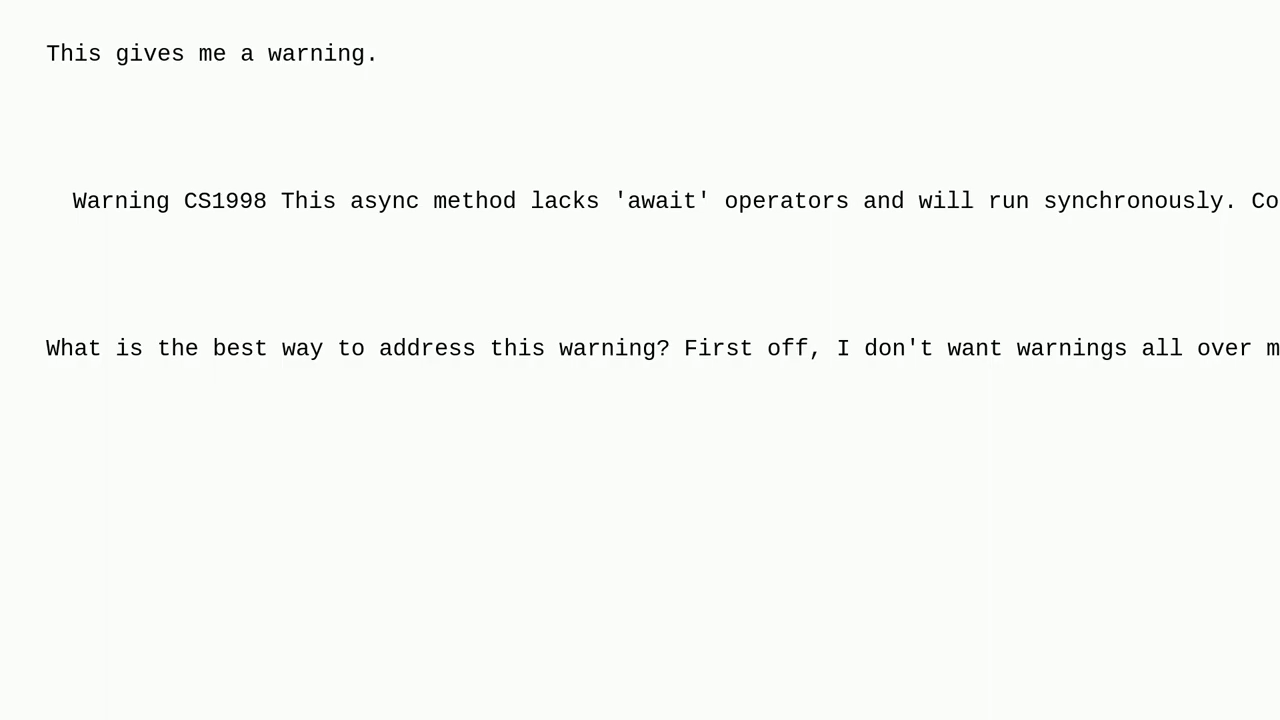 This gives me a warning.
Warning CS1998 This async method lacks 'await' operators and will run synchronously. Co
What is the best way to address this warning? First off, I don't want warnings all over m